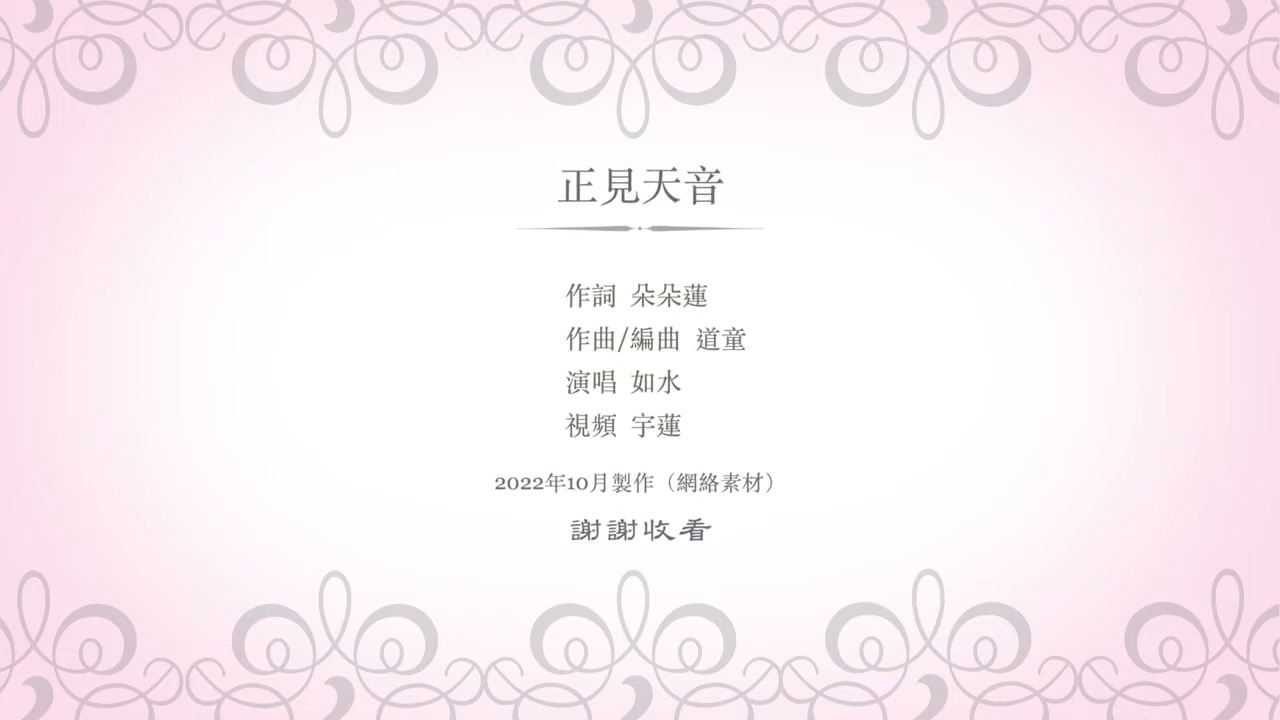 正見天音
作詞 朵朵蓮
作曲/編曲 道童
演唱 如水
視頻 宇蓮
2022年10月製作（網絡素材）
謝謝收看